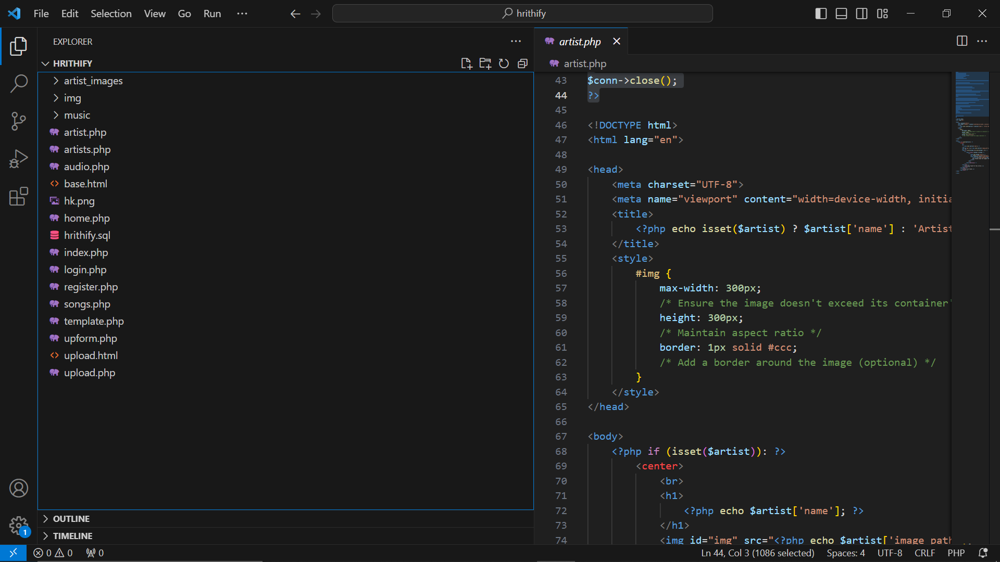 File Edit Selection View Go Run ···
hrithify
EXPLORER
HRITHIFY
artist_images
img
music
artist.php
artists.php
audio.php
base.html
hk.png
home.php
hrithify.sql
index.php
login.php
register.php
songs.php
template.php
upform.php
upload.html
upload.php
OUTLINE
TIMELINE
1
artist.php
artist.php
43 $conn->close();
44 ?>
45
46 <!DOCTYPE html>
47 <html lang="en">
48
49 <head>
50 <meta charset="UTF-8">
51 <meta name="viewport" content="width=device-width, initia
52 <title>
53 <?php echo isset($artist) ? $artist['name'] : 'Artist
54 </title>
55 <style>
56 #img {
57 max-width: 300px;
58 /* Ensure the image doesn't exceed its container'
59 height: 300px;
60 /* Maintain aspect ratio */
61 border: 1px solid #ccc;
62 /* Add a border around the image (optional) */
63 }
64 </style>
65 </head>
66
67 <body>
68 <?php if (isset($artist)): ?>
69 <center>
70 <br>
71 <h1>
72 <?php echo $artist['name']; ?>
73 </h1>
74 <img id="img" src="<?php echo $artist['image_path
0 0 0
Ln 44, Col 3 (1086 selected) Spaces: 4 UTF-8 CRLF PHP